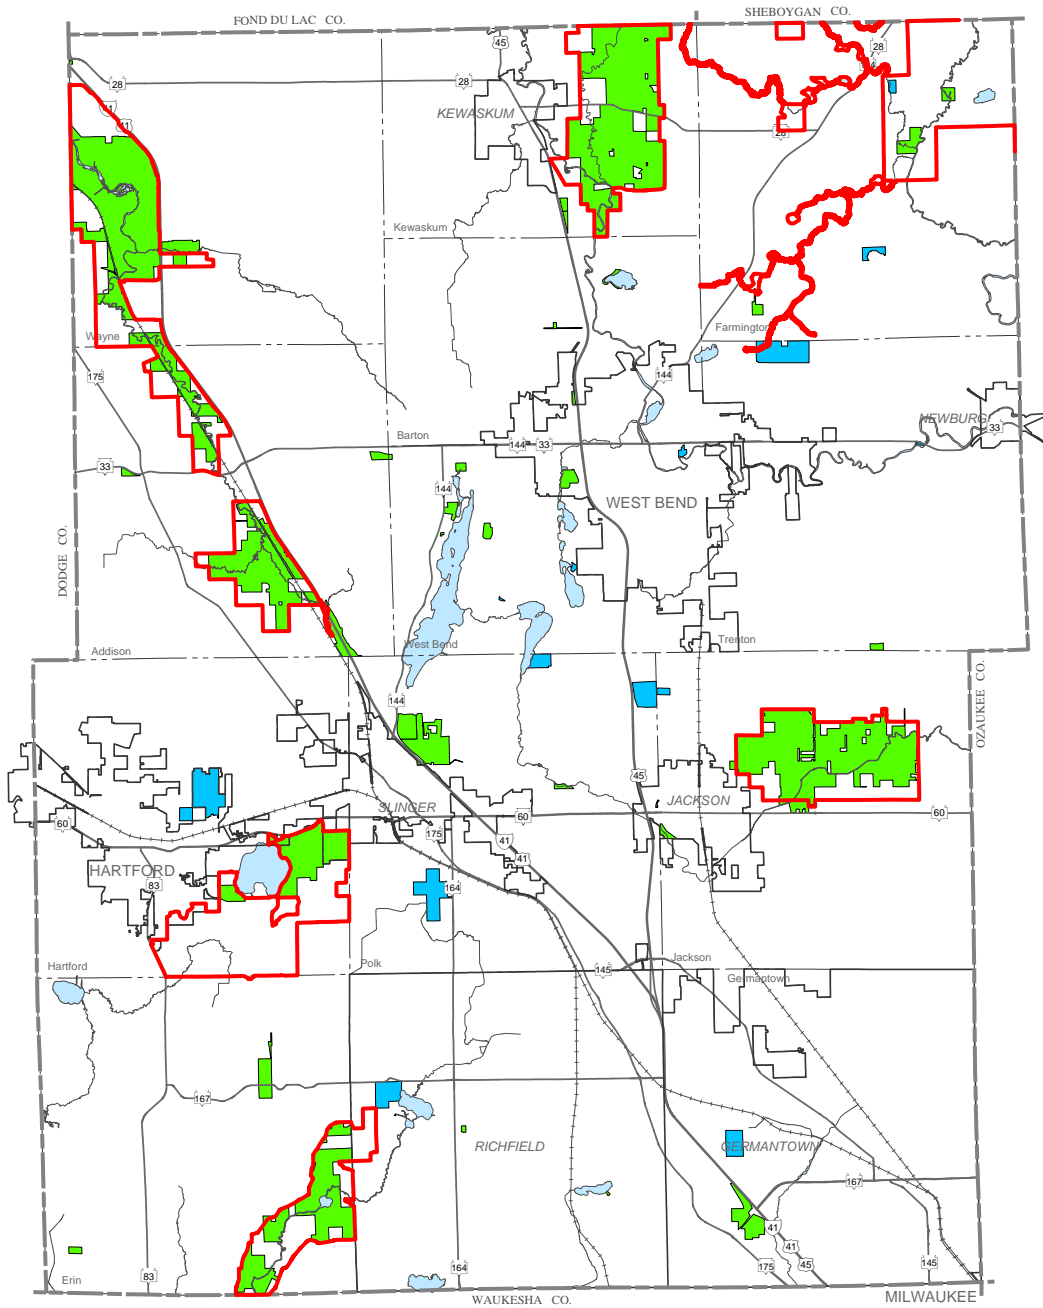 FOND DU LAC CO.
SHEBOYGAN CO.
45
28
28
28
KEWASKUM
41
41
28
Kewaskum
Wayne
Farmington
175
144
NEWBURG
33
Barton
144
33
33
144
WEST BEND
DODGE CO.
Addison
West Bend
Trenton
OZAUKEE CO.
144
45
JACKSON
SLINGER
60
60
60
175
41
41
HARTFORD
83
164
Hartford
Polk
145
Jackson
Germantown
167
RICHFIELD
GERMANTOWN
167
41
41
45
Erin
83
164
175
145
WAUKESHA CO.
MILWAUKEE